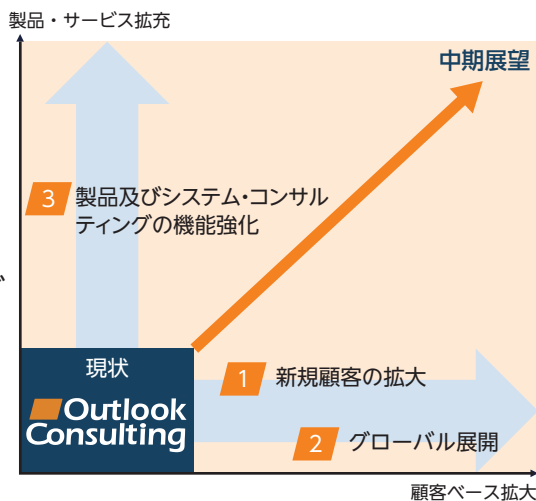 製品・サービス拡充
中期展望
3 製品及びシステム・コンサル
ティングの機能強化
現状
Outlook
Consulting
1 新規顧客の拡大
2 グローバル展開
顧客ベース拡大